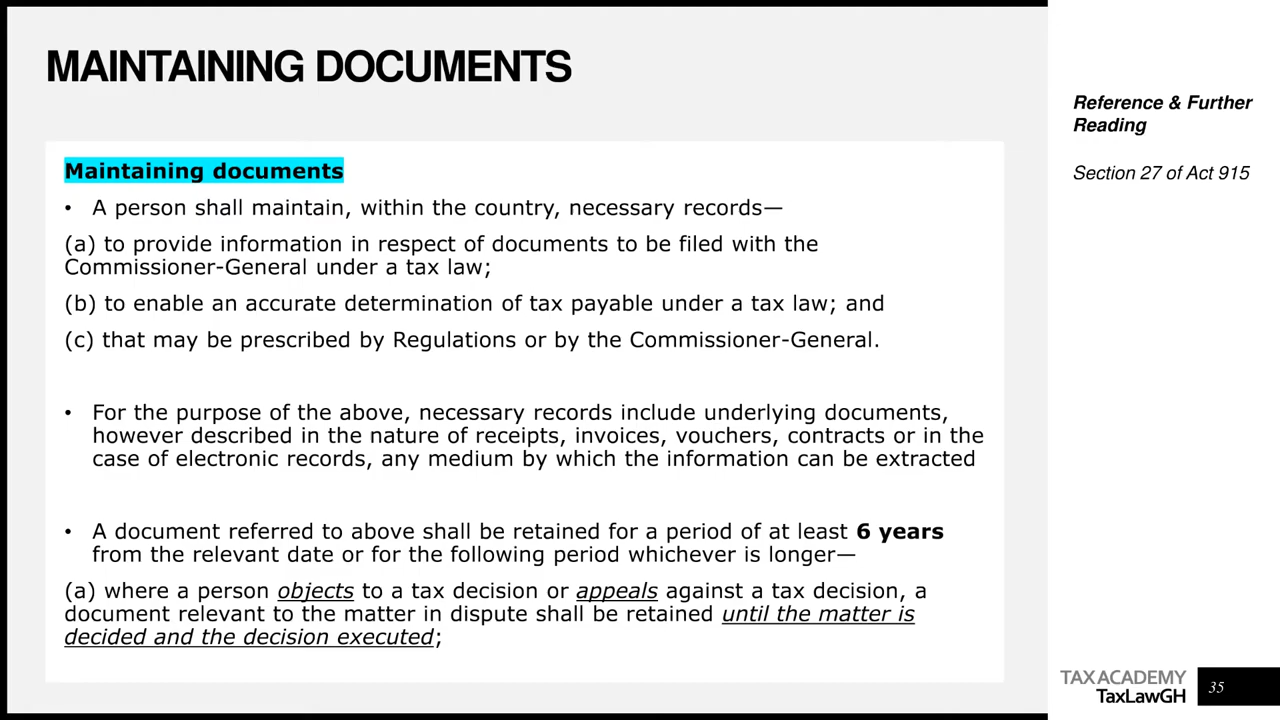 MAINTAINING DOCUMENTS
Maintaining documents
• A person shall maintain, within the country, necessary records—
(a) to provide information in respect of documents to be filed with the
Commissioner-General under a tax law;
(b) to enable an accurate determination of tax payable under a tax law; and
(c) that may be prescribed by Regulations or by the Commissioner-General.
• For the purpose of the above, necessary records include underlying documents,
however described in the nature of receipts, invoices, vouchers, contracts or in the
case of electronic records, any medium by which the information can be extracted
• A document referred to above shall be retained for a period of at least 6 years
from the relevant date or for the following period whichever is longer—
(a) where a person objects to a tax decision or appeals against a tax decision, a
document relevant to the matter in dispute shall be retained until the matter is
decided and the decision executed;
Reference & Further
Reading
Section 27 of Act 915
TAX ACADEMY
TaxLawGH
35